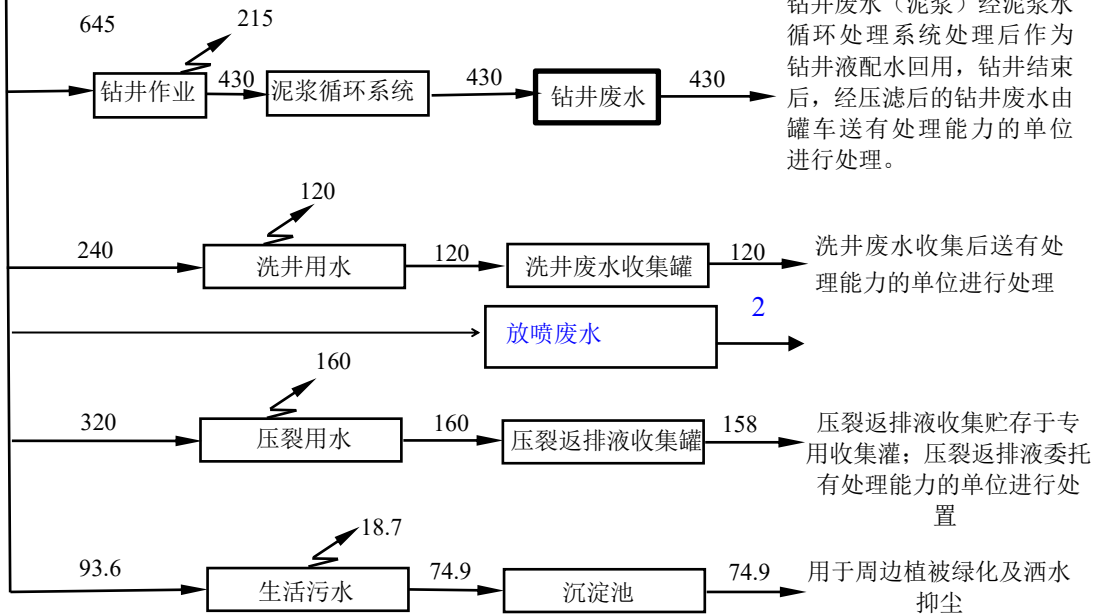 钻井废水（泥浆）经泥浆水
循环处理系统处理后作为
钻井液配水回用，钻井结束
后，经压滤后的钻井废水由
罐车送有处理能力的单位
进行处理。
645
215
钻井作业
430
泥浆循环系统
430
钻井废水
430
120
240
洗井用水
120
洗井废水收集罐
120
洗井废水收集后送有处
理能力的单位进行处理
放喷废水
2
160
320
压裂用水
160
压裂返排液收集罐
158
压裂返排液收集贮存于专
用收集灌；压裂返排液委托
有处理能力的单位进行处
置
18.7
93.6
生活污水
74.9
沉淀池
74.9
用于周边植被绿化及洒水
抑尘